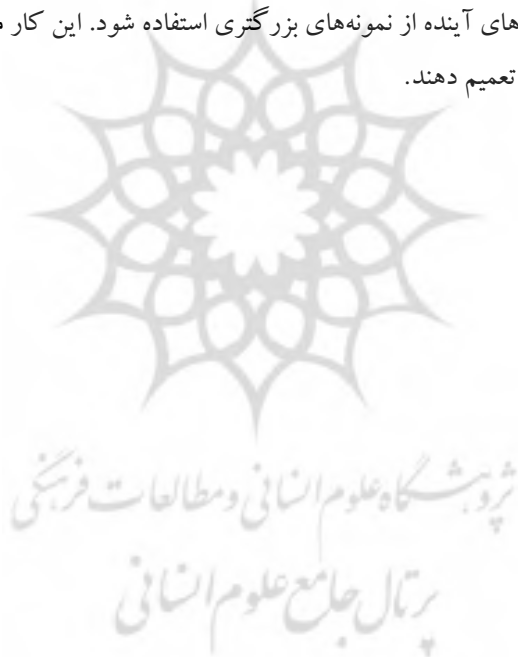 های آینده از نمونه‌های بزرگتری استفاده شود. این کار
تعمیم دهند.
پژوهشگاه علوم انسانی و مطالعات فرهنگی
پرتال جامع علوم انسانی